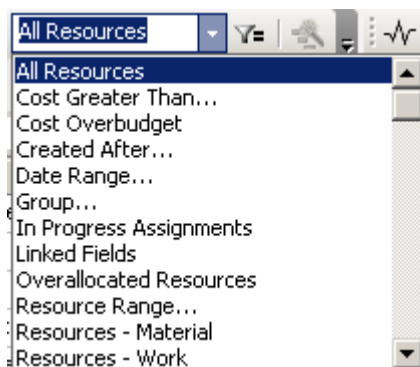 All Resources
All Resources
Cost Greater Than...
Cost Overbudget
Created After...
Date Range...
Group...
In Progress Assignments
Linked Fields
Overallocated Resources
Resource Range...
Resources - Material
Resources - Work